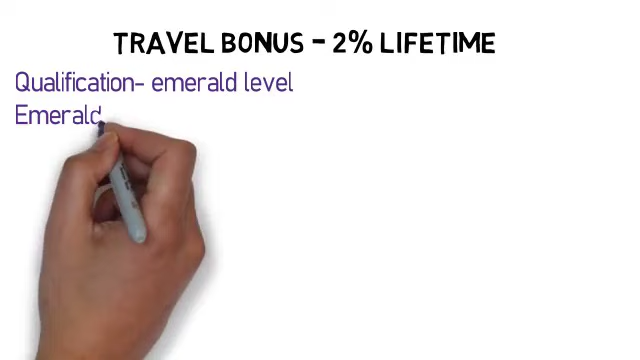 TRAVEL BONUS – 2% LIFETIME
Qualification- emerald level
Emerald